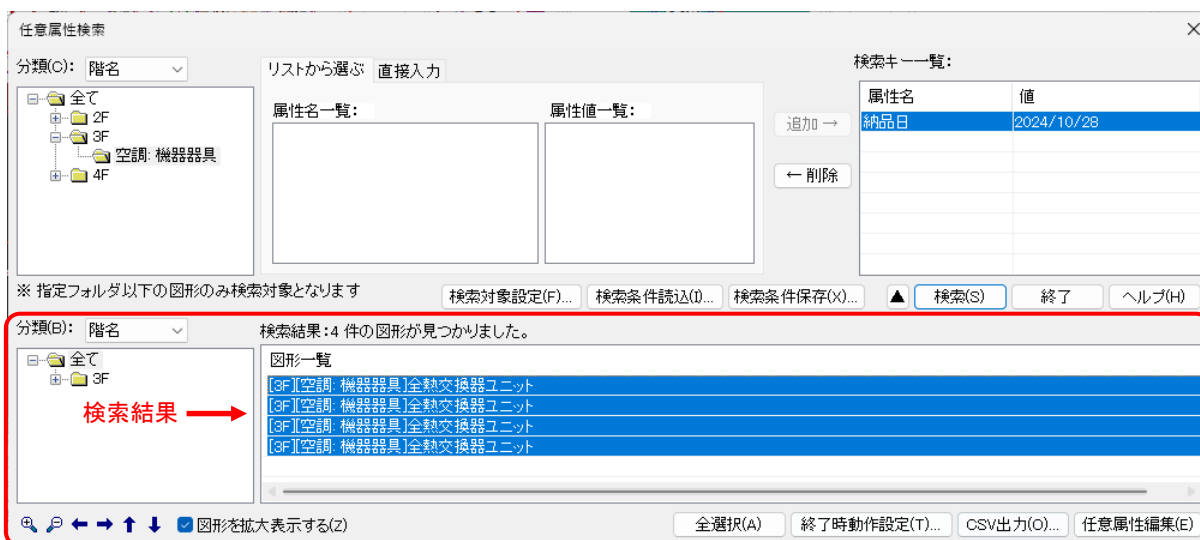 任意属性検索
分類(C): 階名
全て
2F
3F
空調: 機器器具
4F
リストから選ぶ 直接入力
属性名一覧: 属性値一覧:
追加→
←削除
検索キー一覧:
属性名 値
納品日 2024/10/28
※ 指定フォルダ以下の図形のみ検索対象となります
検索対象設定(F)... 検索条件読込(I)... 検索条件保存(X)... ▲ 検索(S) 終了 ヘルプ(H)
分類(B): 階名
検索結果:4 件の図形が見つかりました。
全て
3F
検索結果
図形一覧
[3F][空調: 機器器具]全熱交換器ユニット
[3F][空調: 機器器具]全熱交換器ユニット
[3F][空調: 機器器具]全熱交換器ユニット
[3F][空調: 機器器具]全熱交換器ユニット
図形を拡大表示する(Z)
全選択(A) 終了時動作設定(T)... CSV出力(O)... 任意属性編集(E)